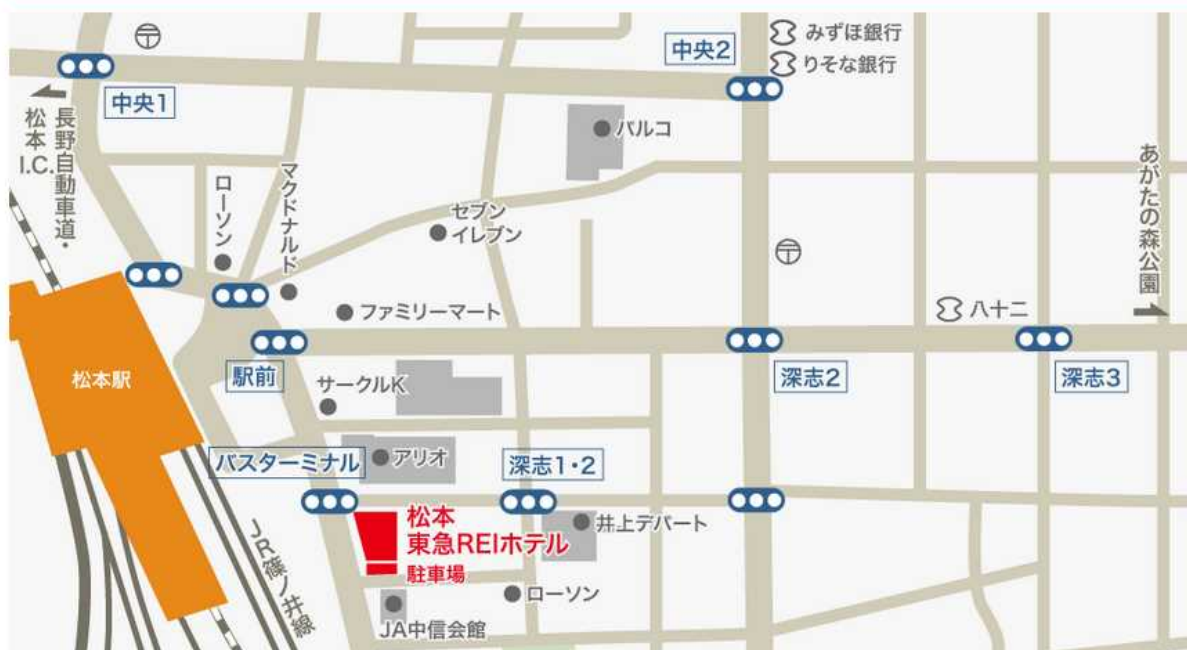 みずほ銀行
りそな銀行
中央2
中央1
長野自動車道・
松本I.C.
パルコ
あがたの森公園
マクドナルド
ローソン
セブン
イレブン
ファミリーマート
八十二
松本駅
駅前
深志2
深志3
サークルK
アリオ
バスターミナル
深志1・2
松本
東急REIホテル
駐車場
井上デパート
ローソン
JA中信会館
JR篠ノ井線